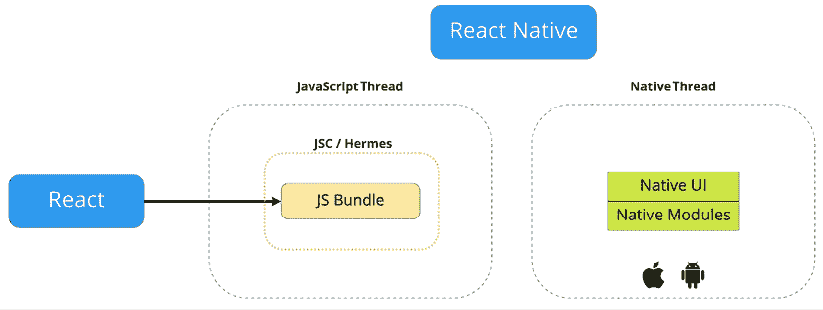 React Native
JavaScript Thread
Native Thread
JSC / Hermes
React
JS Bundle
Native UI
Native Modules